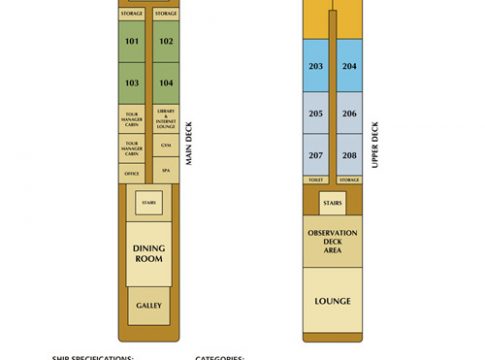 STORAGE STORAGE
101 102
103 104
TOUR
MANAGER
CABIN
LIBRARY
&
INTERNET
LOUNGE
TOUR
MANAGER
CABIN
GYM
OFFICE
SPA
STAIRS
DINING
ROOM
GALLEY
MAIN DECK
203 204
205 206
207 208
TOILET STORAGE
STAIRS
OBSERVATION
DECK
AREA
LOUNGE
UPPER DECK
SHIP SPECIFICATIONS: CATEGORIES: